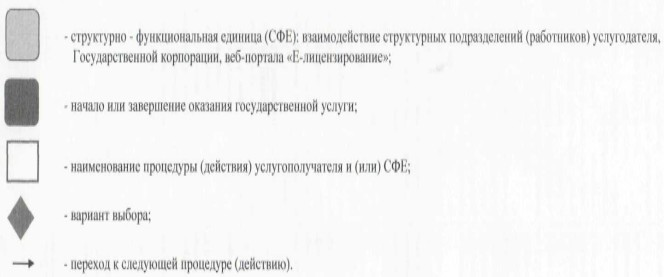 - структурно - функциональная единица (СФЕ): взаимодействие структурных подразделений (работников) услугодателя,
Государственной корпорации, веб-портала «Е-лицензирование»;
- начало или завершение оказания государственной услуги;
- наименование процедуры (действия) услугополучателя и (или) СФЕ;
- вариант выбора;
- переход к следующей процедуре (действию).